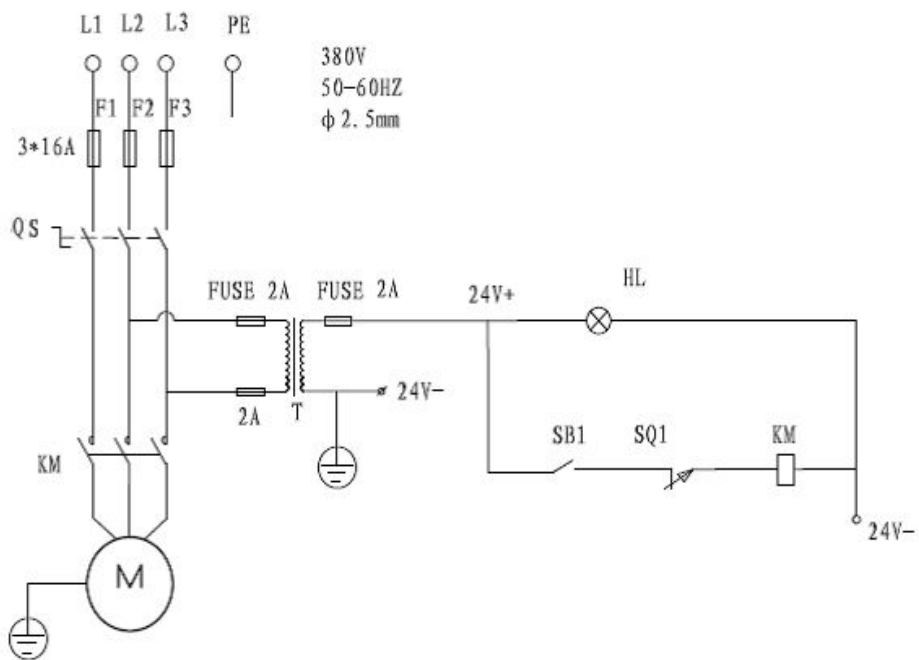 L1 L2 L3 PE
380V
50-60HZ
ϕ2.5mm
F1 F2 F3
3*16A
QS
FUSE 2A FUSE 2A
24V+
HL
2A
T
24V-
KM
SB1 SQ1 KM
24V-
M